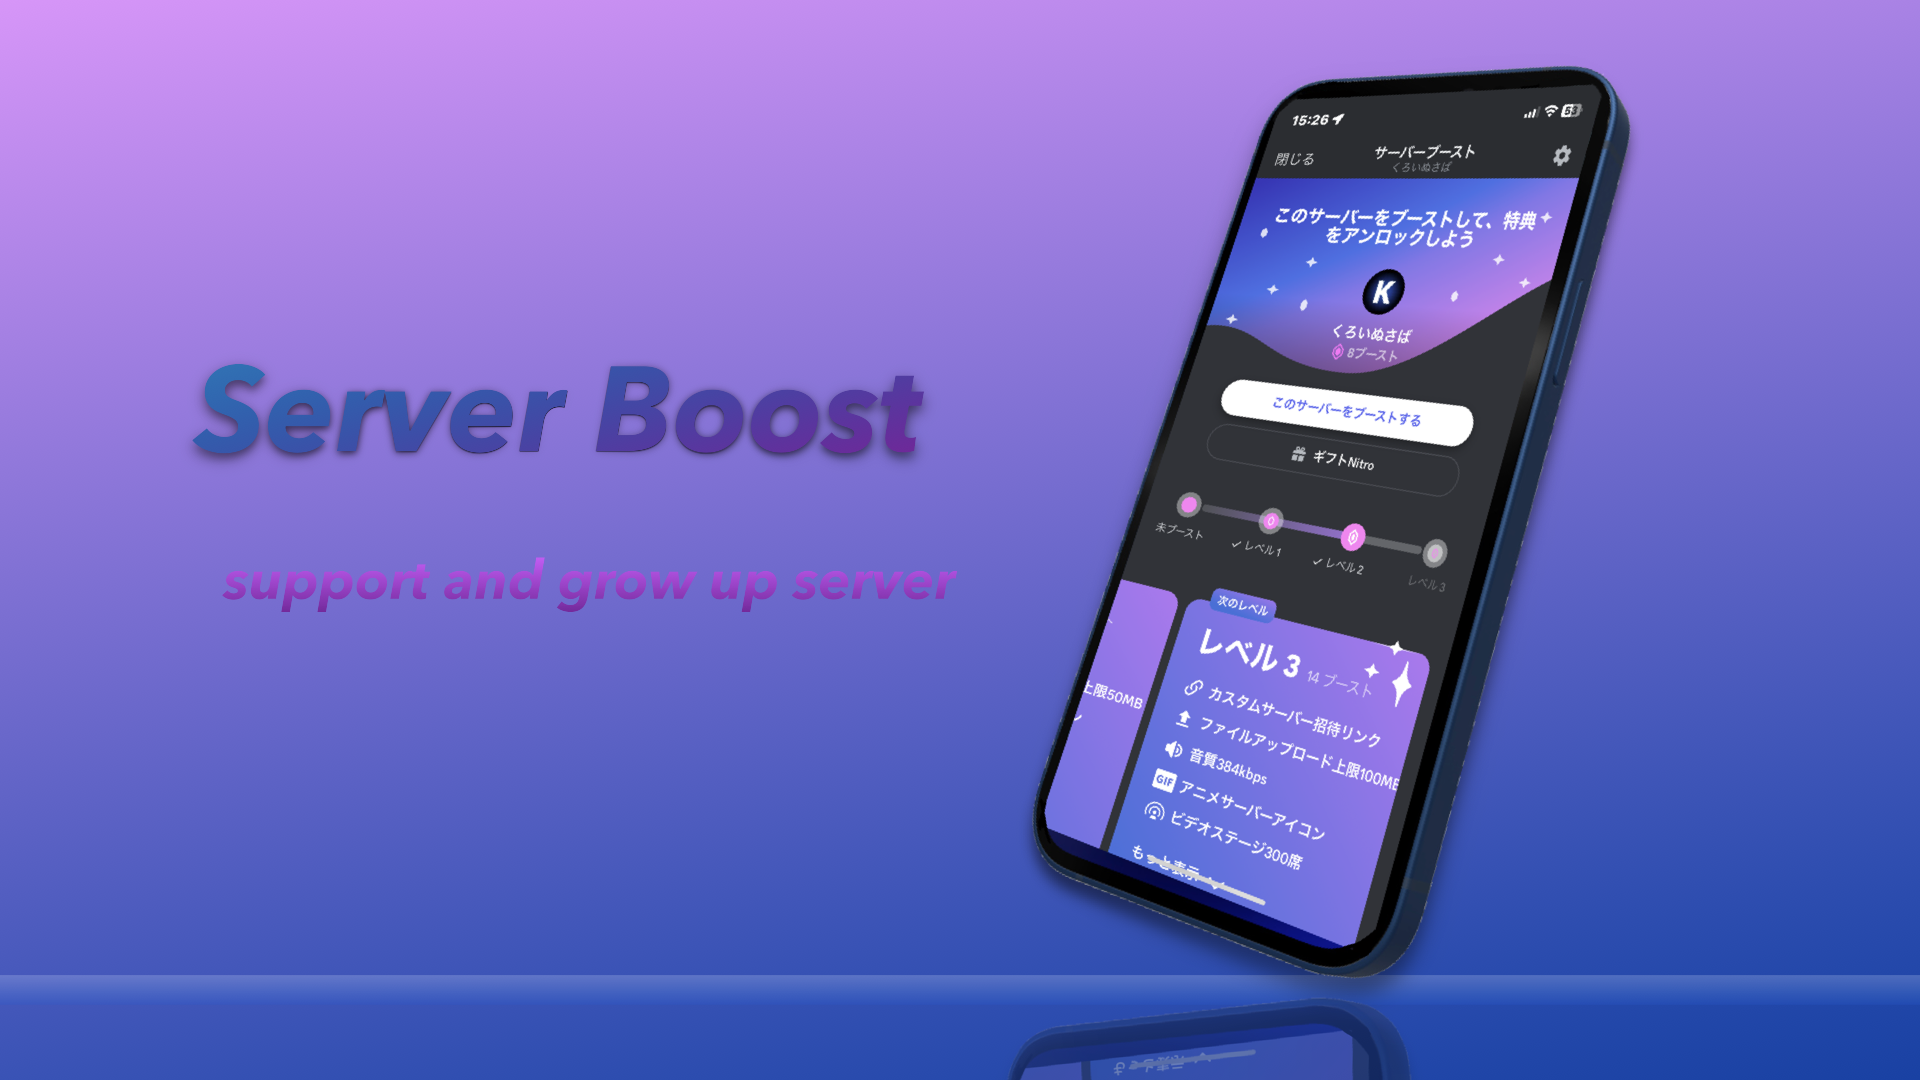 Server Boost
support and grow up server
15:26
53
閉じる
サーバーブースト
くろいぬさば
このサーバーをブーストして、特典
をアンロックしよう
K
くろいぬさば
8ブースト
このサーバーをブーストする
ギフトNitro
未ブースト
レベル1
レベル2
レベル3
次のレベル
レベル 3
14 ブースト
上限50MB
カスタムサーバー招待リンク
ファイルアップロード上限100MB
音質384kbps
GIF アニメサーバーアイコン
ビデオステージ300席
もっと表示